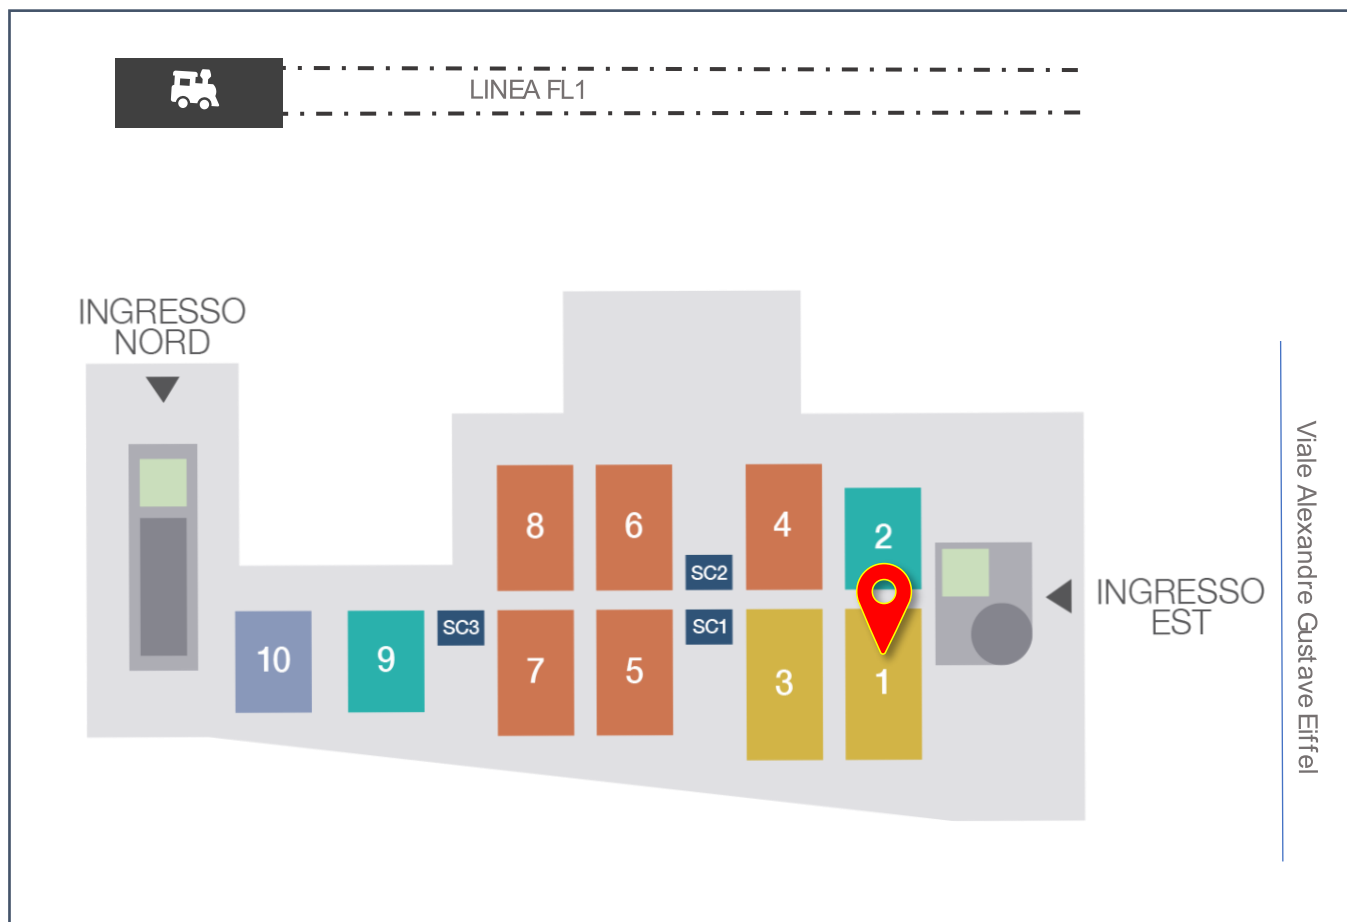 LINEA FL1
INGRESSO
NORD
8
6
4
2
SC2
INGRESSO
EST
SC3
SC1
10
9
7
5
3
1
Viale Alexandre Gustave Eiffel